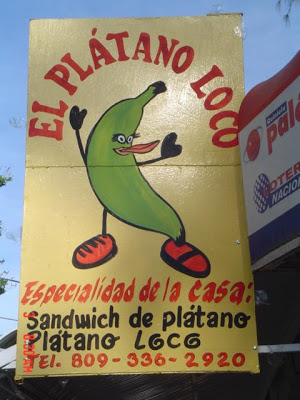 EL PLÁTANO LOCO
Especialidad de la casa:
Sandwich de plátano
Plátano Loco
TEL. 809-336-2920